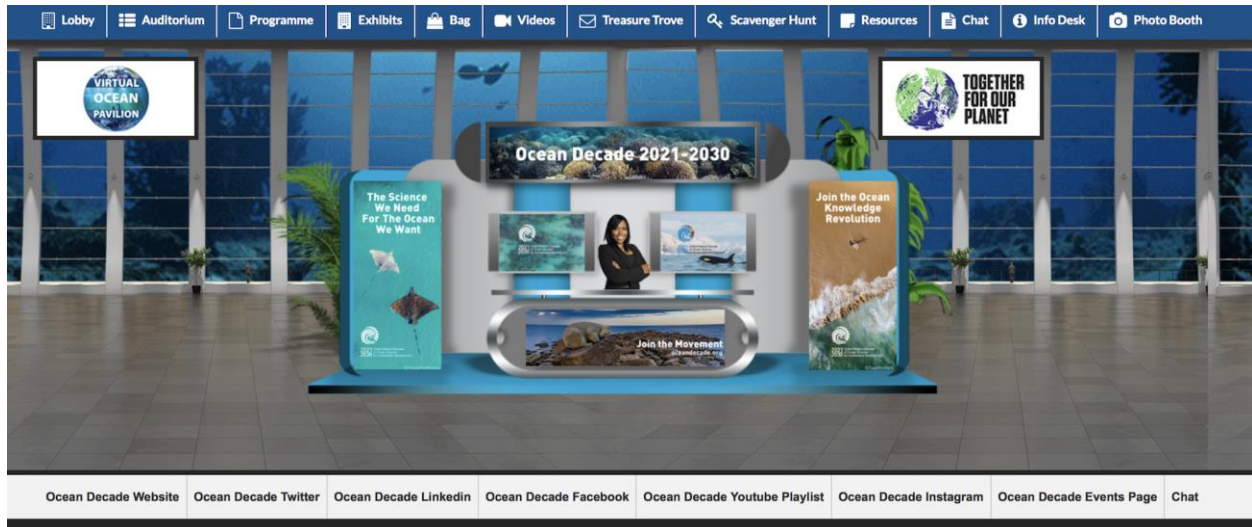 Lobby Auditorium Programme Exhibits Bag Videos Treasure Trove Scavenger Hunt Resources Chat Info Desk Photo Booth
VIRTUAL
OCEAN
PAVILION
TOGETHER
FOR OUR
PLANET
Ocean Decade 2021-2030
The Science
We Need
For The Ocean
We Want
Join the Ocean
Knowledge
Revolution
Join the Movement
oceandecade.org
Ocean Decade Website Ocean Decade Twitter Ocean Decade Linkedin Ocean Decade Facebook Ocean Decade Youtube Playlist Ocean Decade Instagram Ocean Decade Events Page Chat